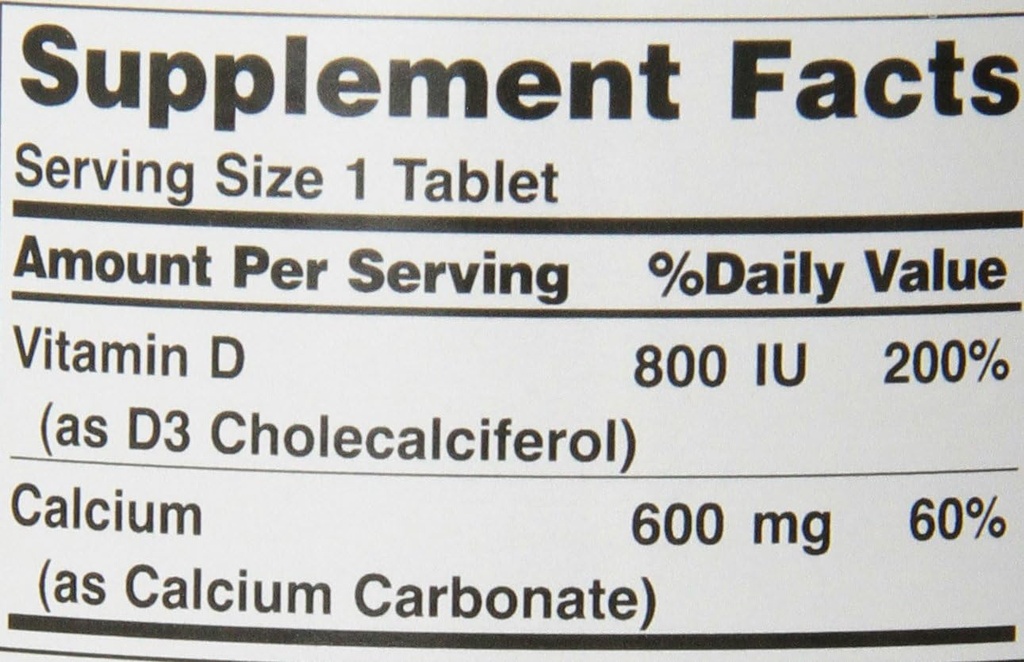 Supplement Facts
Serving Size 1 Tablet
Amount Per Serving %Daily Value
Vitamin D 800 IU 200%
(as D3 Cholecalciferol)
Calcium 600 mg 60%
(as Calcium Carbonate)